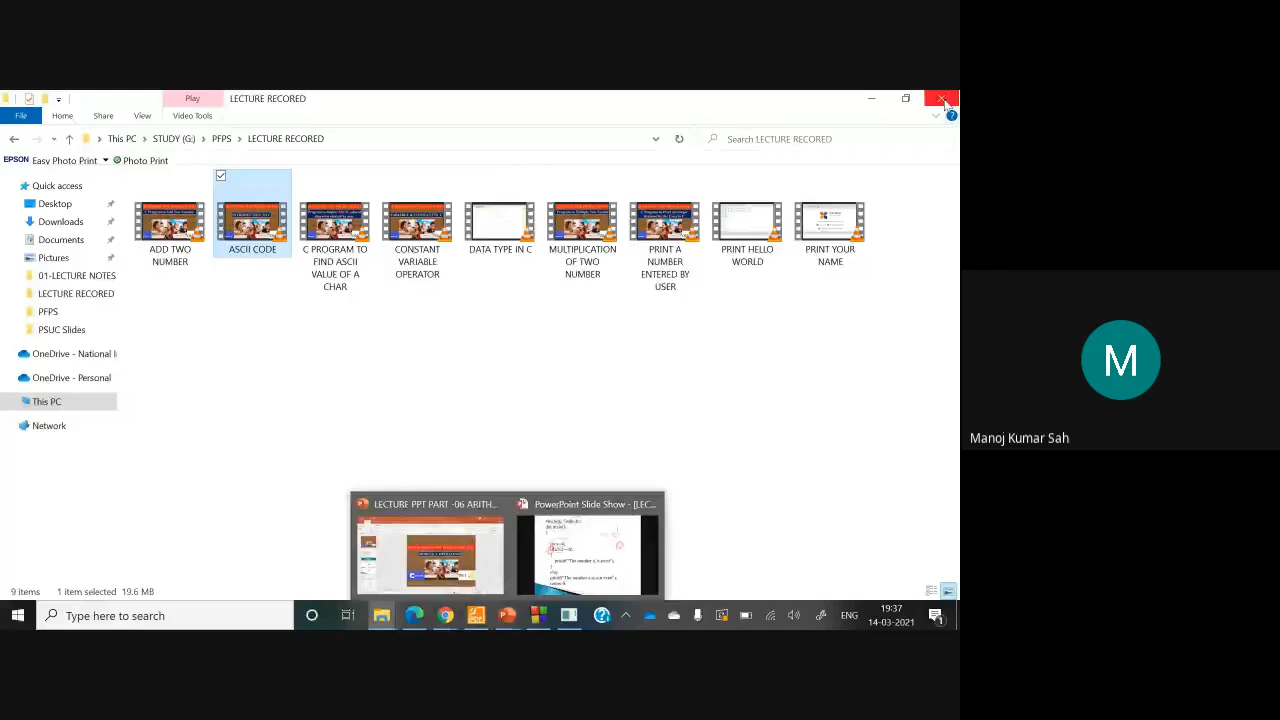 Play
LECTURE RECORED
File
Home
Share
View
Video Tools
This PC
STUDY (G:)
PFPS
LECTURE RECORED
Search LECTURE RECORED
EPSON
Easy Photo Print
Photo Print
Quick access
Desktop
Downloads
Documents
Pictures
01-LECTURE NOTES
LECTURE RECORED
PFPS
PSUC Slides
OneDrive - National I
OneDrive - Personal
This PC
Network
ADD TWO
NUMBER
ASCII CODE
C PROGRAM TO
FIND ASCII
VALUE OF A
CHAR
CONSTANT
VARIABLE
OPERATOR
DATA TYPE IN C
MULTIPLICATION
OF TWO
NUMBER
PRINT A
NUMBER
ENTERED BY
USER
PRINT HELLO
WORLD
PRINT YOUR
NAME
M
Manoj Kumar Sah
LECTURE PPT PART -06 ARITH...
PowerPoint Slide Show - [LEC...
9 items
1 item selected 19.6 MB
Type here to search
ENG
19:37
14-03-2021